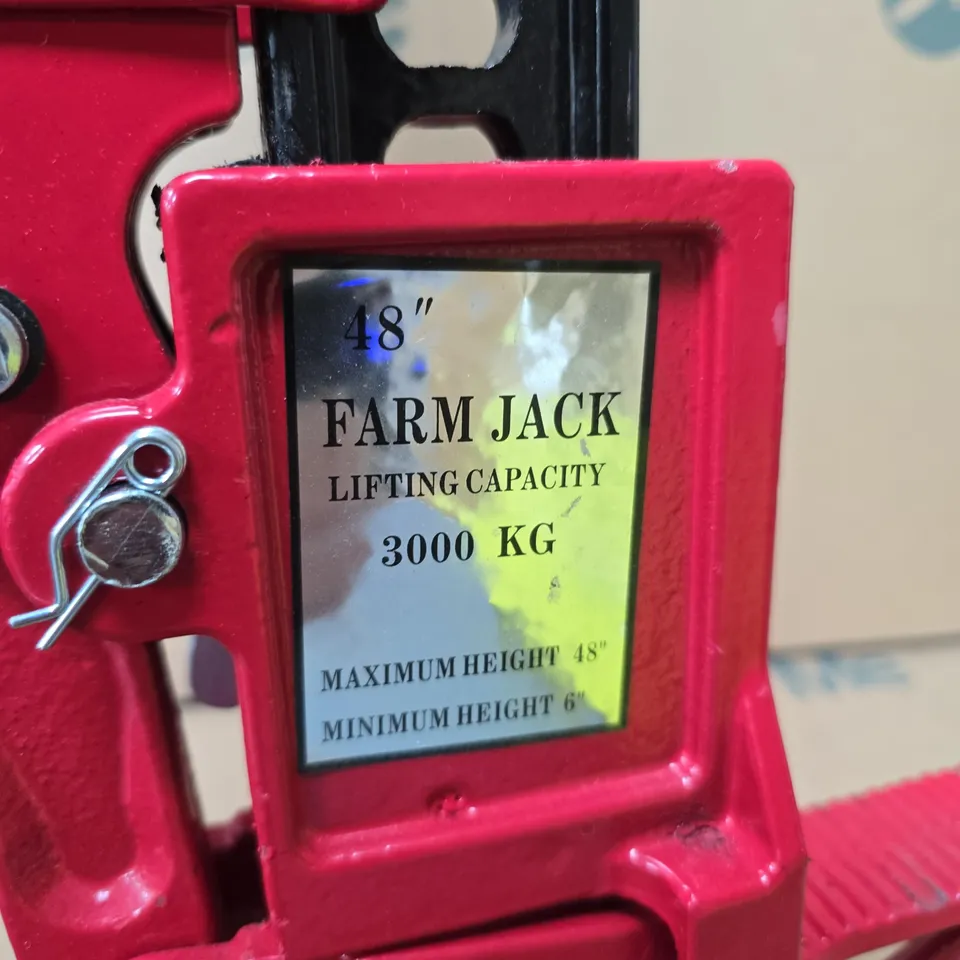 48"
FARM JACK
LIFTING CAPACITY
3000 KG
MAXIMUM HEIGHT 48"
MINIMUM HEIGHT 6"